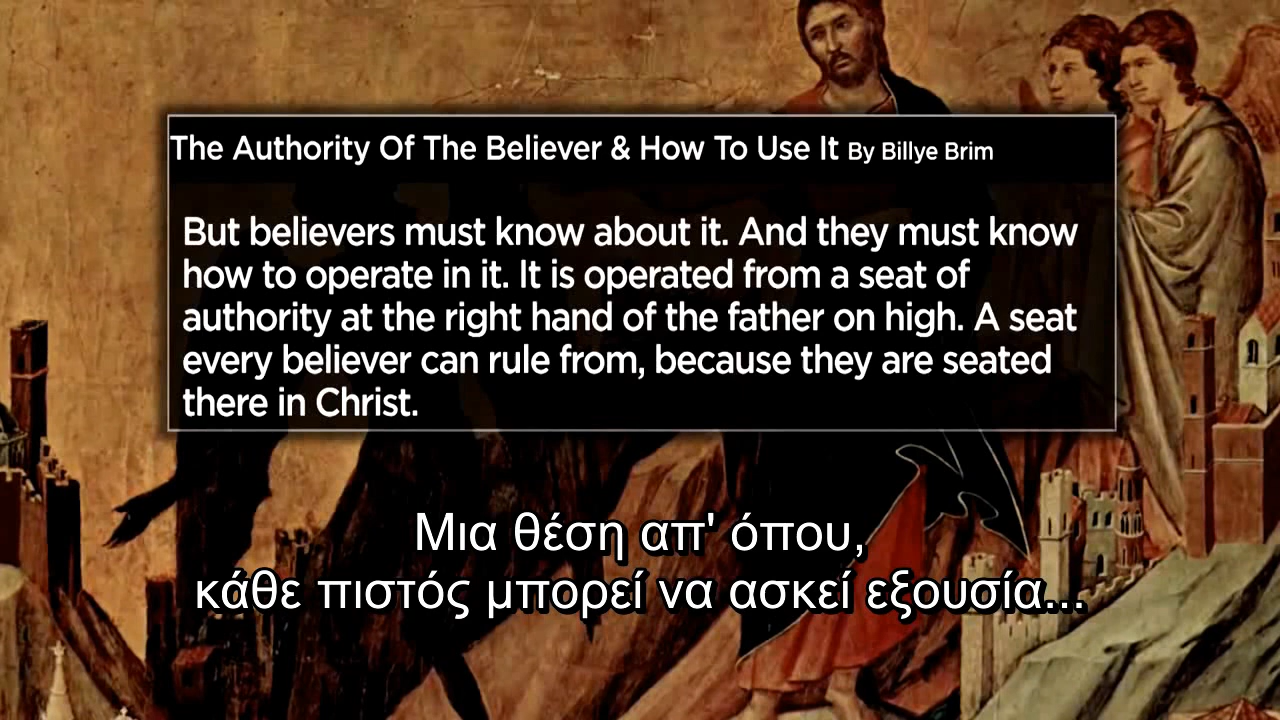 The Authority Of The Believer & How To Use It By Billye Brim
But believers must know about it. And they must know
how to operate in it. It is operated from a seat of
authority at the right hand of the father on high. A seat
every believer can rule from, because they are seated
there in Christ.
Μια θέση απ' όπου,
κάθε πιστός μπορεί να ασκεί εξουσία...